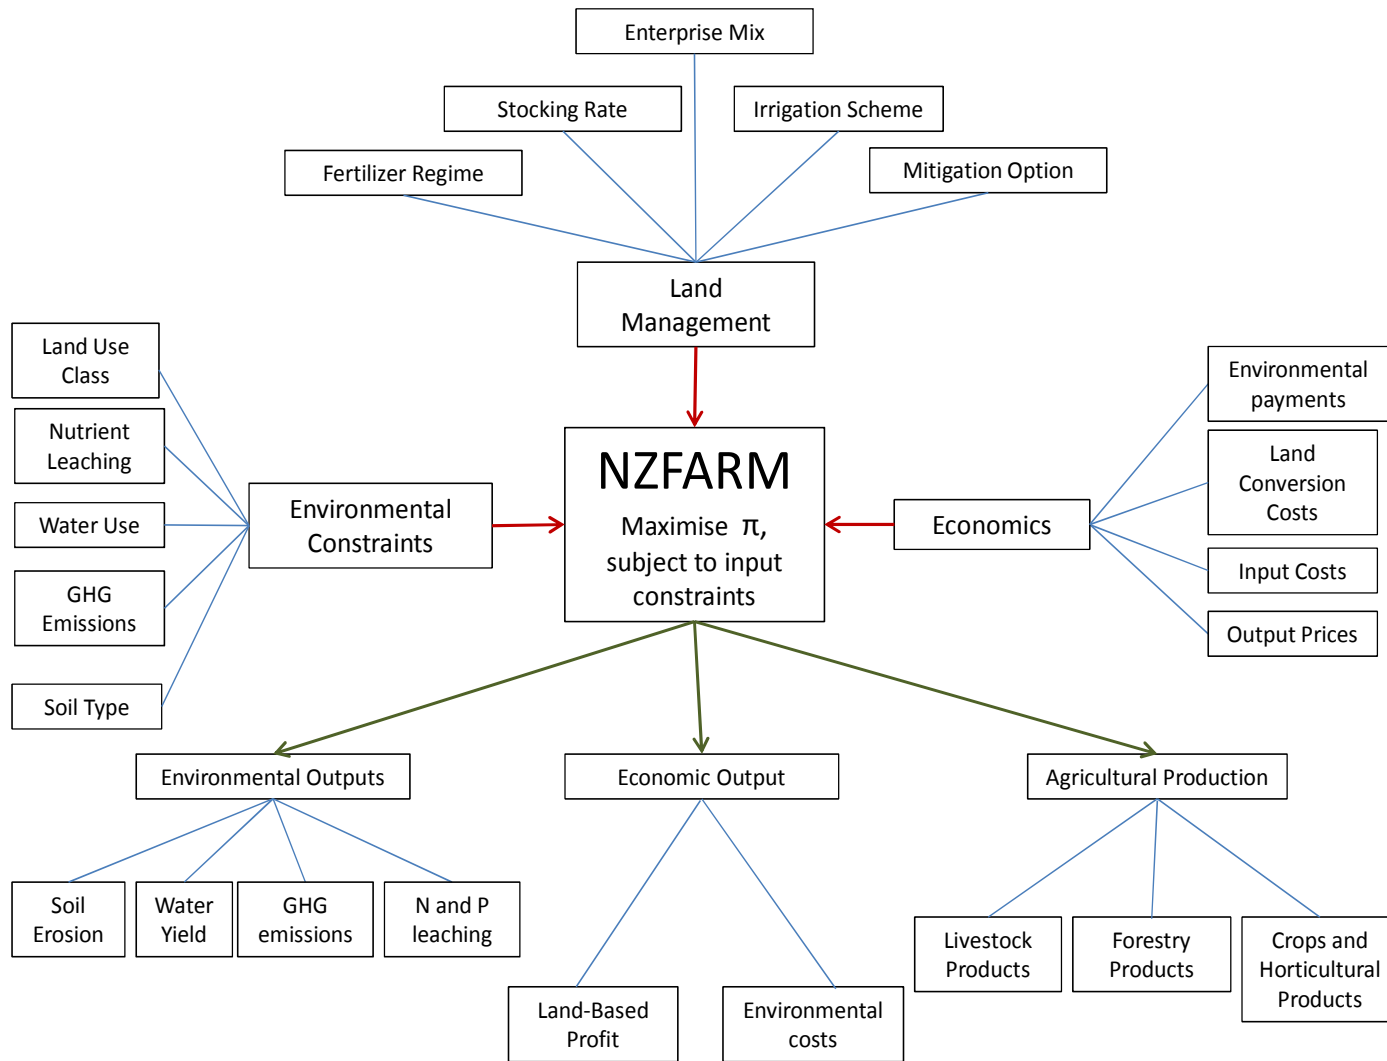 Enterprise Mix
Stocking Rate
Irrigation Scheme
Fertilizer Regime
Mitigation Option
Land
Management
Land Use
Class
Nutrient
Leaching
Water Use
GHG
Emissions
Soil Type
Environmental
Constraints
NZFARM
Maximise π,
subject to input
constraints
Economics
Environmental
payments
Land
Conversion
Costs
Input Costs
Output Prices
Environmental Outputs
Economic Output
Agricultural Production
Soil
Erosion
Water
Yield
GHG
emissions
N and P
leaching
Land-Based
Profit
Environmental
costs
Livestock
Products
Forestry
Products
Crops and
Horticultural
Products